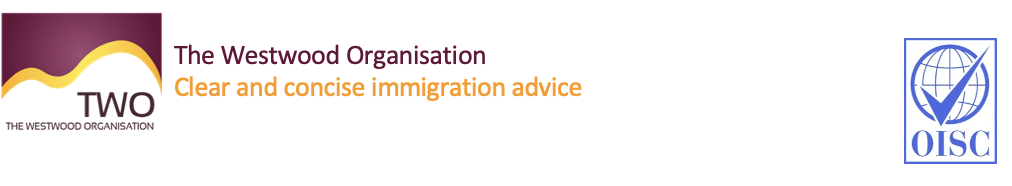 The Westwood Organisation
Clear and concise immigration advice
TWO
THE WESTWOOD ORGANISATION
OISC